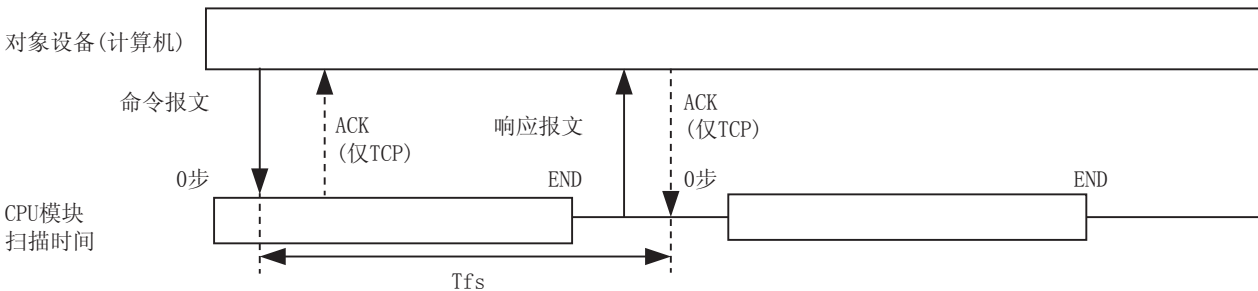 对象设备(计算机)
命令报文
ACK
(仅TCP)
响应报文
ACK
(仅TCP)
0步
END
0步
END
CPU模块
扫描时间
Tfs